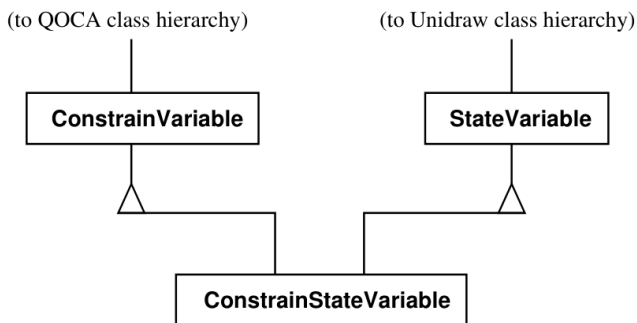 (to QOCA class hierarchy) (to Unidraw class hierarchy)
ConstrainVariable StateVariable
ConstrainStateVariable